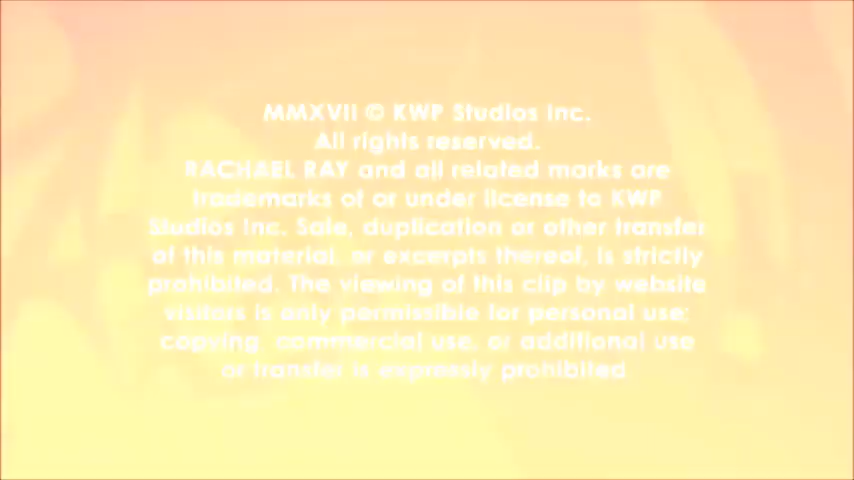 MMXVII © KWP Studios Inc.
All rights reserved.
RACHAEL RAY and all related marks are
trademarks of or under license to KWP
Studios Inc. Sale, duplication or other transfer
of this material, or excerpts thereof, is strictly
prohibited. The viewing of this clip by website
visitors is only permissible for personal use;
copying, commercial use, or additional use
or transfer is expressly prohibited.